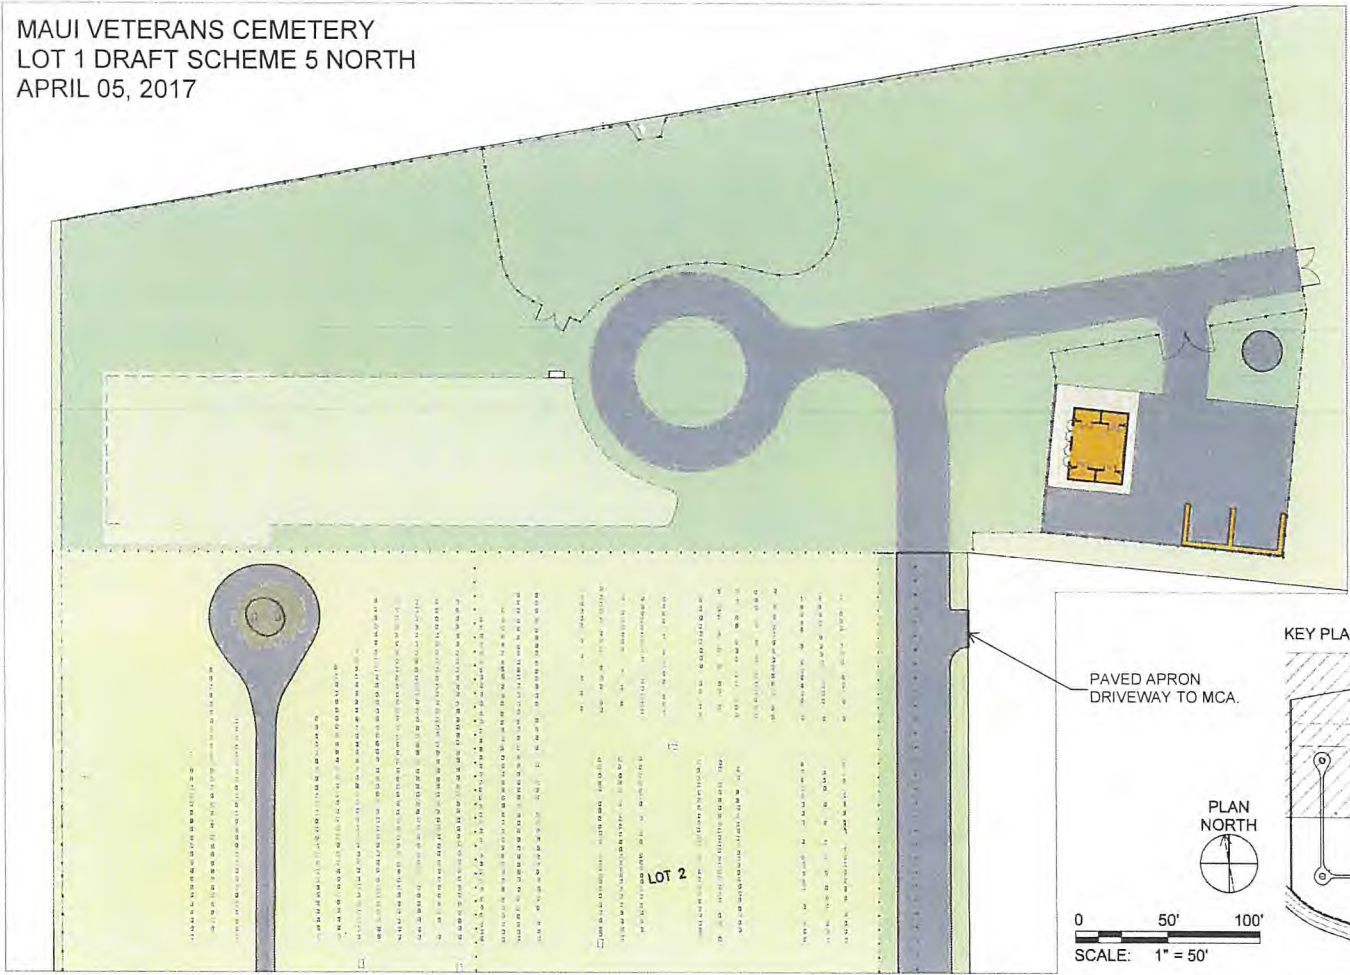 MAUI VETERANS CEMETERY
LOT 1 DRAFT SCHEME 5 NORTH
APRIL 05, 2017
KEY PLA
PAVED APRON
DRIVEWAY TO MCA.
PLAN
NORTH
LOT 2
0 50' 100'
SCALE: 1" = 50'